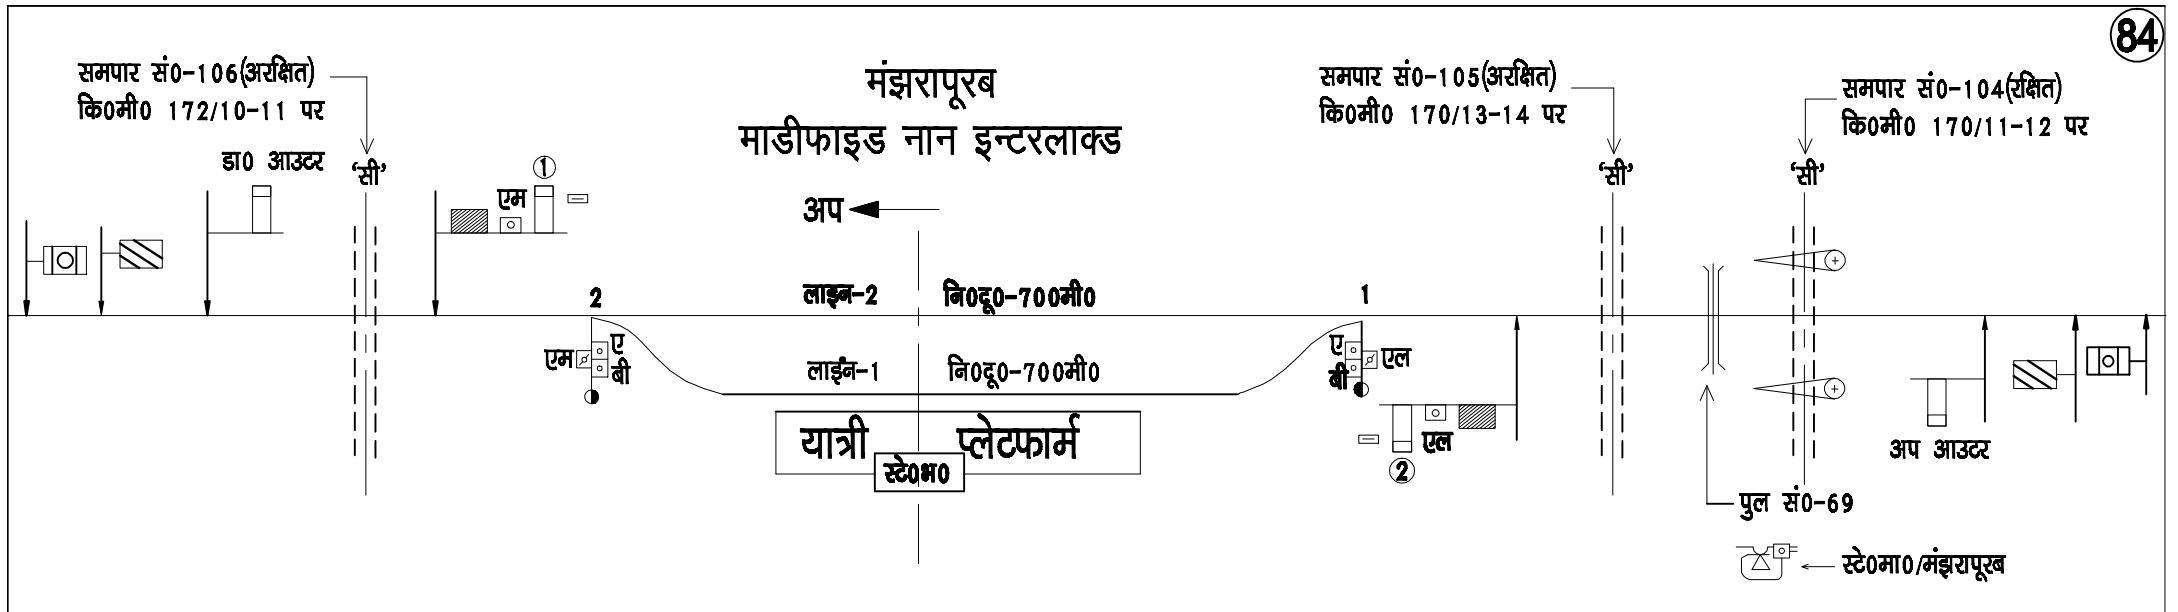 84
समपार सं0-106(अरक्षित)
कि0मी0 172/10-11 पर
मंझरापूरब
माडीफाइड नान इन्टरलाक्ड
समपार सं0-105(अरक्षित)
कि0मी0 170/13-14 पर
समपार सं0-104(रक्षित)
कि0मी0 170/11-12 पर
डा0 आउटर
‘सी’
एम
1
‘सी’
‘सी’
अप
2
लाइन-2
नि0दू0-700मी0
1
एम
ए
बी
लाईन-1
नि0दू0-700मी0
ए
बी
एल
यात्री प्लेटफार्म
स्टे0भ0
एल
2
अप आउटर
पुल सं0-69
स्टे0मा0/मंझरापूरब